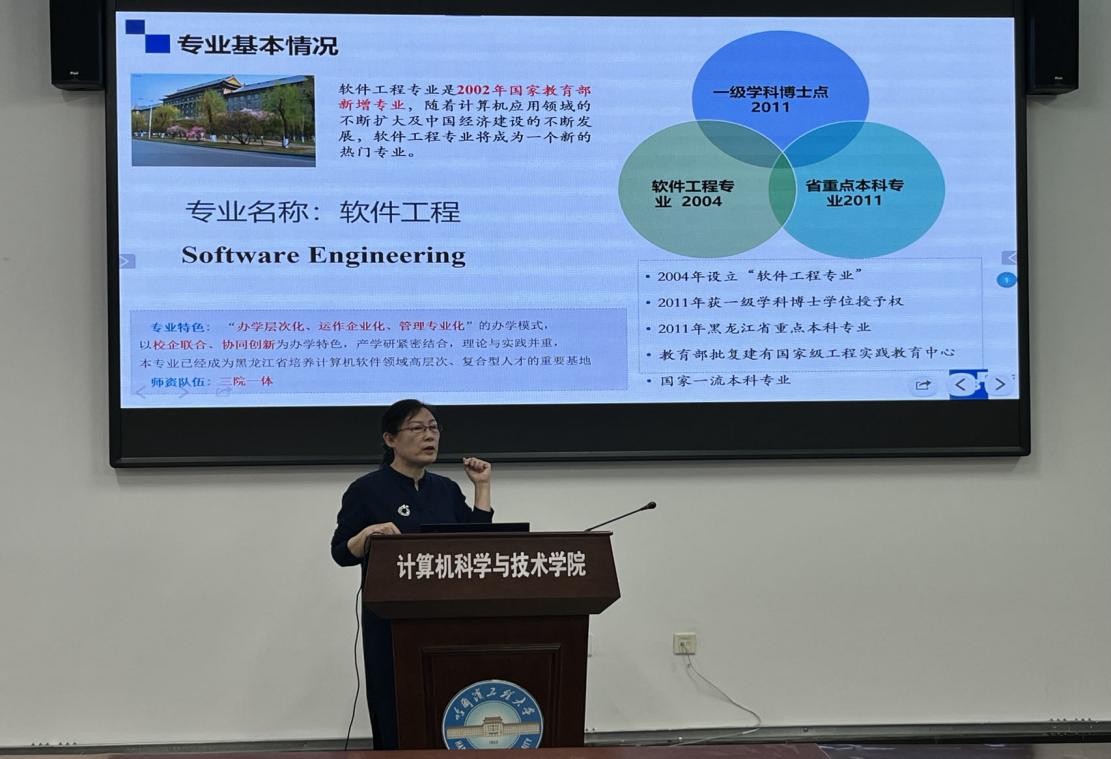 专业基本情况
软件工程专业是2002年国家教育部
新增专业，随着计算机应用领域的
不断扩大及中国经济建设的不断发
展，软件工程专业将成为一个新的
热门专业。
专业名称：软件工程
Software Engineering
专业特色：“办学层次化、运作企业化、管理专业化”的办学模式，
以校企联合、协同创新为办学特色，产学研紧密结合，理论与实践并重，
本专业已经成为黑龙江省培养计算机软件领域高层次、复合型人才的重要基地
师资队伍：三院一体
一级学科博士点
2011
软件工程专
业 2004
省重点本科专
业2011
• 2004年设立“软件工程专业”
• 2011年获一级学科博士学位授予权
• 2011年黑龙江省重点本科专业
• 教育部批复建有国家级工程实践教育中心
• 国家一流本科专业
1
计算机科学与技术学院
哈尔滨工程大学